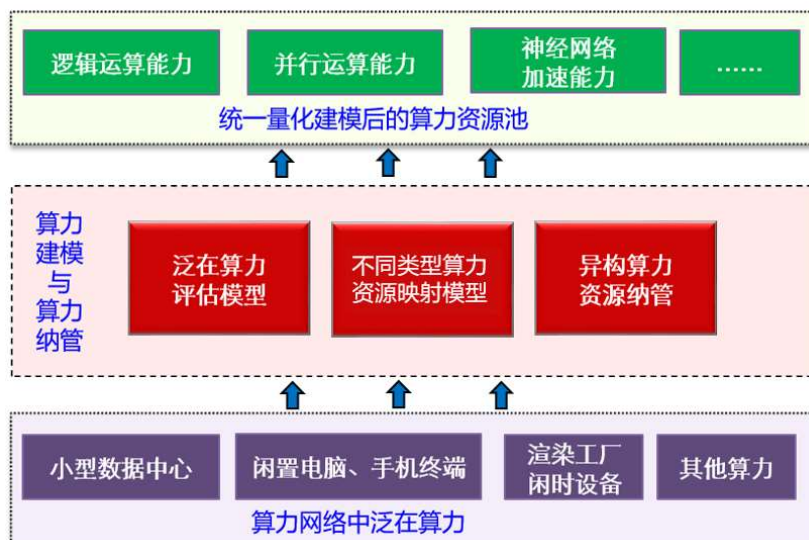 逻辑运算能力
并行运算能力
神经网络
加速能力
……
统一量化建模后的算力资源池
算力
建模
与
算力
纳管
泛在算力
评估模型
不同类型算力
资源映射模型
异构算力
资源纳管
小型数据中心
闲置电脑、手机终端
渲染工厂
闲时设备
其他算力
算力网络中泛在算力